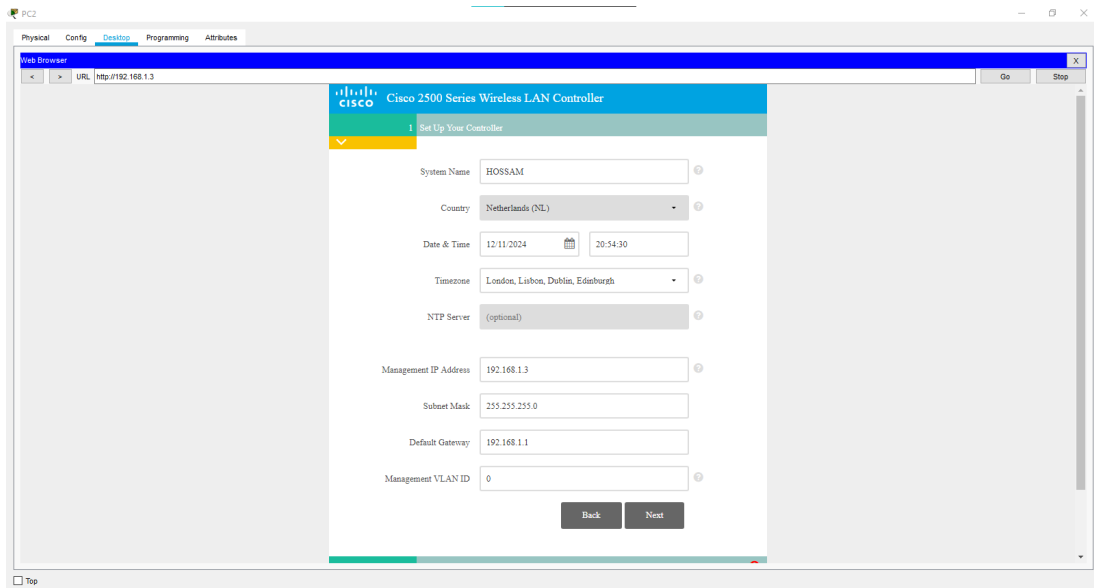 PC2
Physical Config Desktop Programming Attributes
Web Browser X
< > URL http://192.168.1.3 Go Stop
CISCO Cisco 2500 Series Wireless LAN Controller
1 Set Up Your Controller
System Name HOSSAM ?
Country Netherlands (NL) ?
Date & Time 12/11/2024 20:54:30
Timezone London, Lisbon, Dublin, Edinburgh ?
NTP Server (optional) ?
Management IP Address 192.168.1.3 ?
Subnet Mask 255.255.255.0
Default Gateway 192.168.1.1
Management VLAN ID 0 ?
Back Next
Top